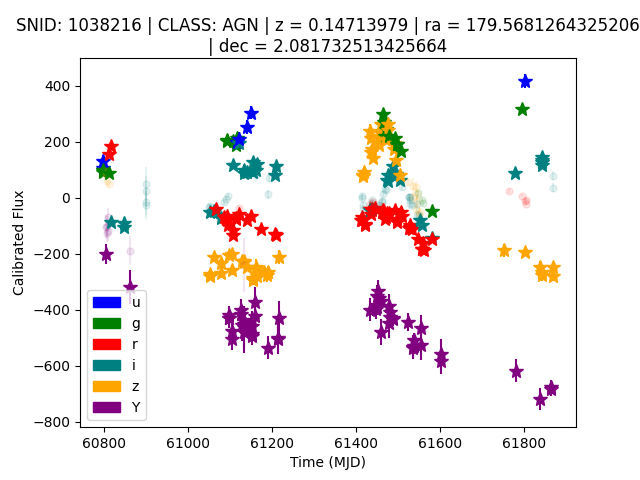 SNID: 1038216 | CLASS: AGN | z = 0.14713979 | ra = 179.5681264325206
| dec = 2.081732513425664
400
200
0
−200
−400
−600
−800
Calibrated Flux
u
g
r
i
z
Y
60800 61000 61200 61400 61600 61800
Time (MJD)